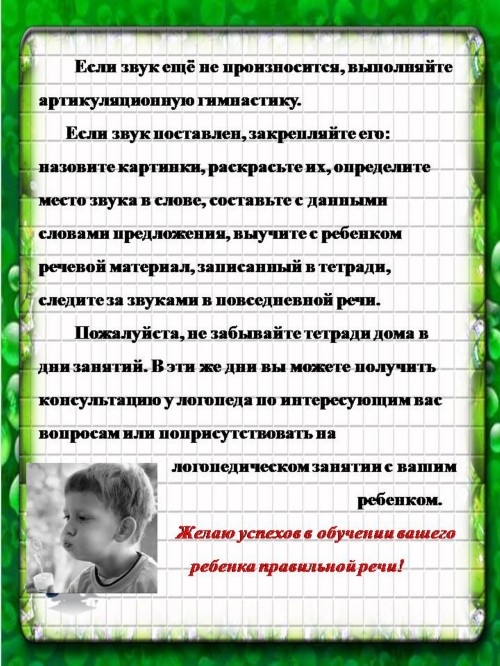 Если звук ещё не произносится, выполняйте
артикуляционную гимнастику.
Если звук поставлен, закрепляйте его:
назовите картинки, раскрасьте их, определите
место звука в слове, составьте с данными
словами предложения, выучите с ребенком
речевой материал, записанный в тетради,
следите за звуками в повседневной речи.
Пожалуйста, не забывайте тетради дома в
дни занятий. В эти же дни вы можете получить
консультацию у логопеда по интересующим вас
вопросам или поприсутствовать на
логопедическом занятии с вашим
ребенком.
Желаю успехов в обучении вашего
ребенка правильной речи!